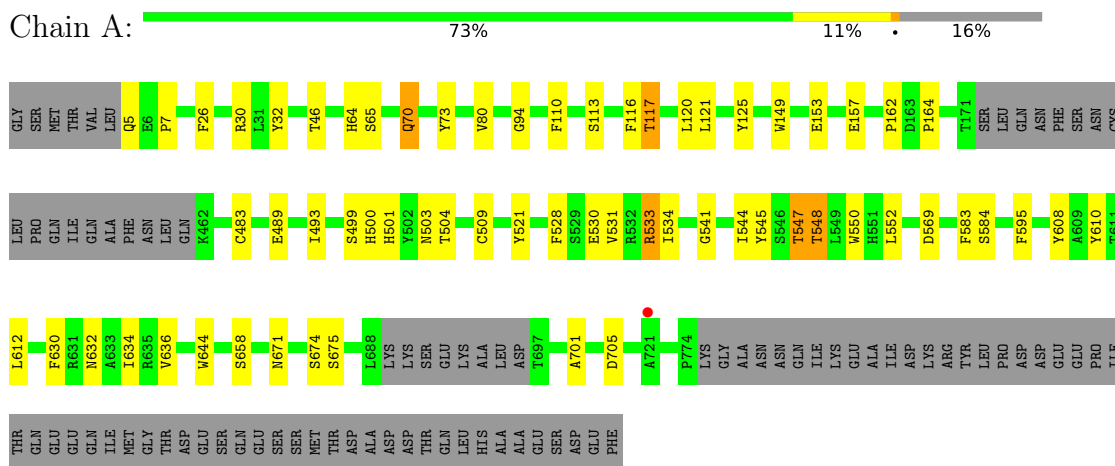 Chain A:
73% 11% • 16%
GLY SER MET THR VAL LEU Q5 E6 P7 F26 R30 L31 Y32 T46 H64 S65 Q70 Y73 V80 G94 F110 S113 F116 T117 L120 L121 Y125 W149 E153 E157 P162 D163 P164 T171 SER LEU GLN ASN PHE SER ASN CYS
LEU PRO GLN ILE GLN ALA PHE ASN LEU GLN K462 C483 E489 I493 S499 H500 H501 Y502 N503 T504 C509 Y521 F528 S529 E530 V531 R532 R533 I534 G541 I544 Y545 S546 T547 T548 L549 W550 H551 L552 D569 F583 S584 F595 Y608 A609 Y610 T611
L612 F630 R631 N632 A633 I634 R635 V636 W644 S658 N671 S674 S675 L688 LYS LYS SER GLU LYS ALA LEU ASP T697 A701 D705 A721 P774 LYS GLY ALA ASN ASN GLN ILE LYS GLU ALA ILE ASP LYS ARG TYR LEU PRO ASP ASP GLU GLU PRO ILE
THR GLN GLU GLU GLN ILE MET GLY THR ASP GLU SER GLN GLU SER SER MET THR ASP ALA ASP ASP THR GLN LEU HIS ALA ALA GLU SER ASP GLU PHE